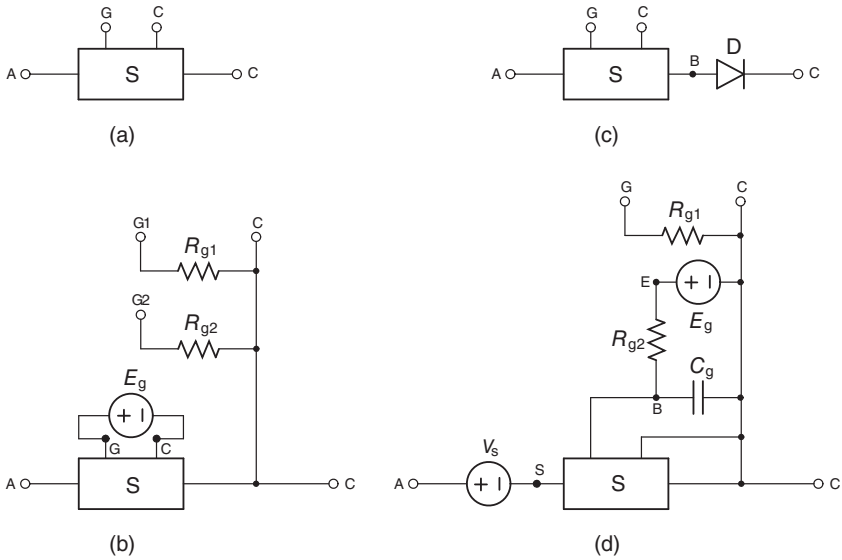 G C
A S C
(a)
G C
A S B D C
(c)
G1 C
Rg1
G2
Rg2
Eg
+ −
G C
A S C
(b)
G C
Rg1
E + −
Eg
Rg2
Cg
B
Vs
A + − S S C
(d)